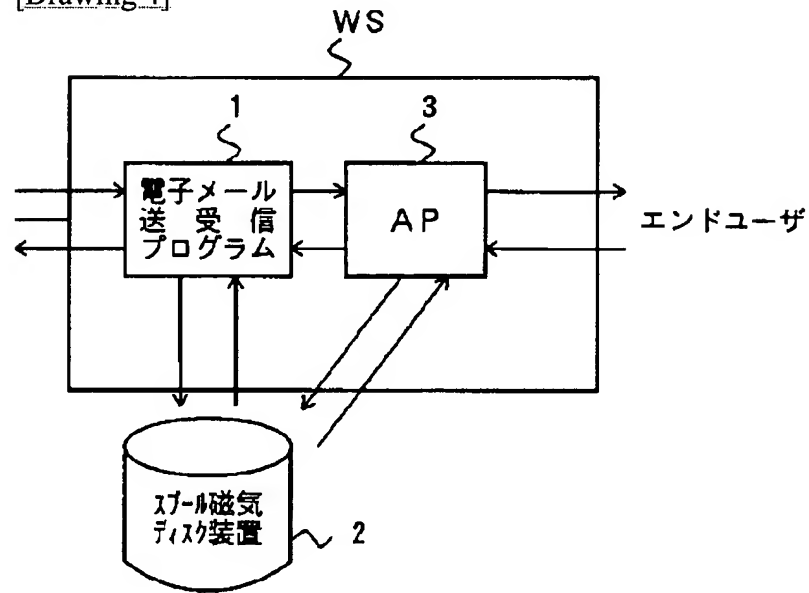 [Drawing 4]
WS
1
3
電子メール
送受信
プログラム
AP
エンドユーザ
スプール磁気
ディスク装置
2